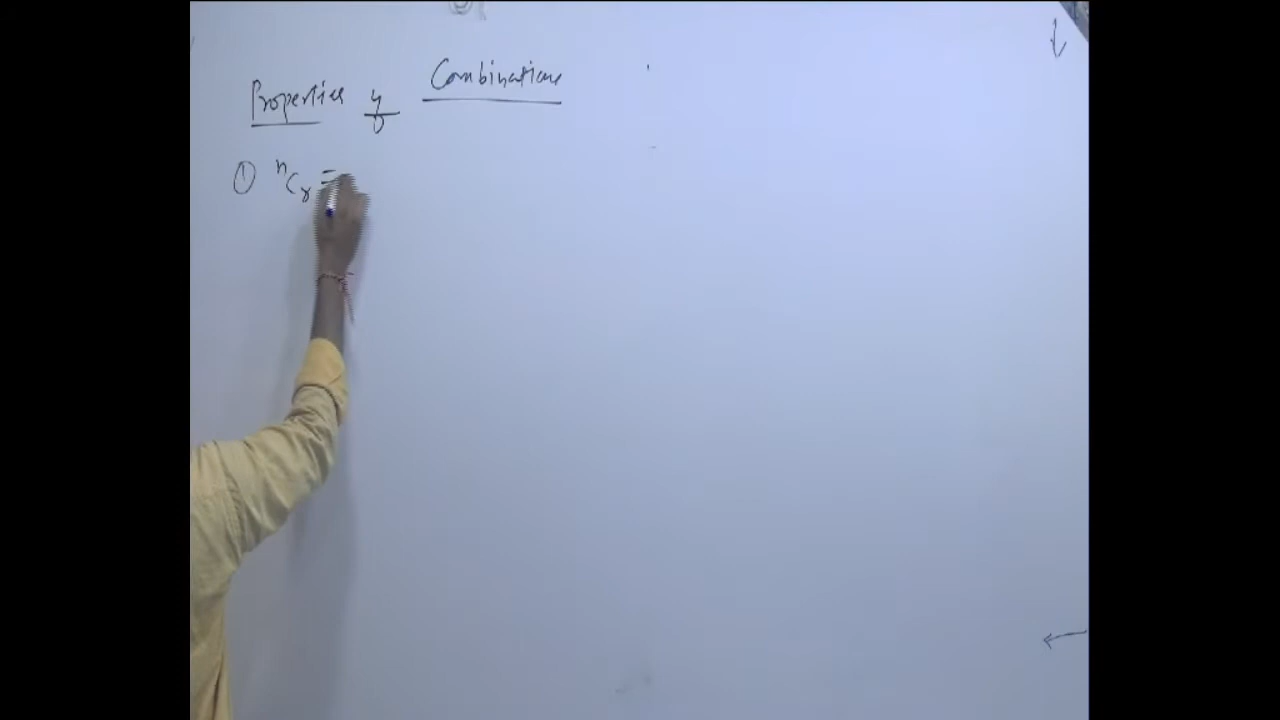 Properties of Combinations
① ⁿCᵣ =